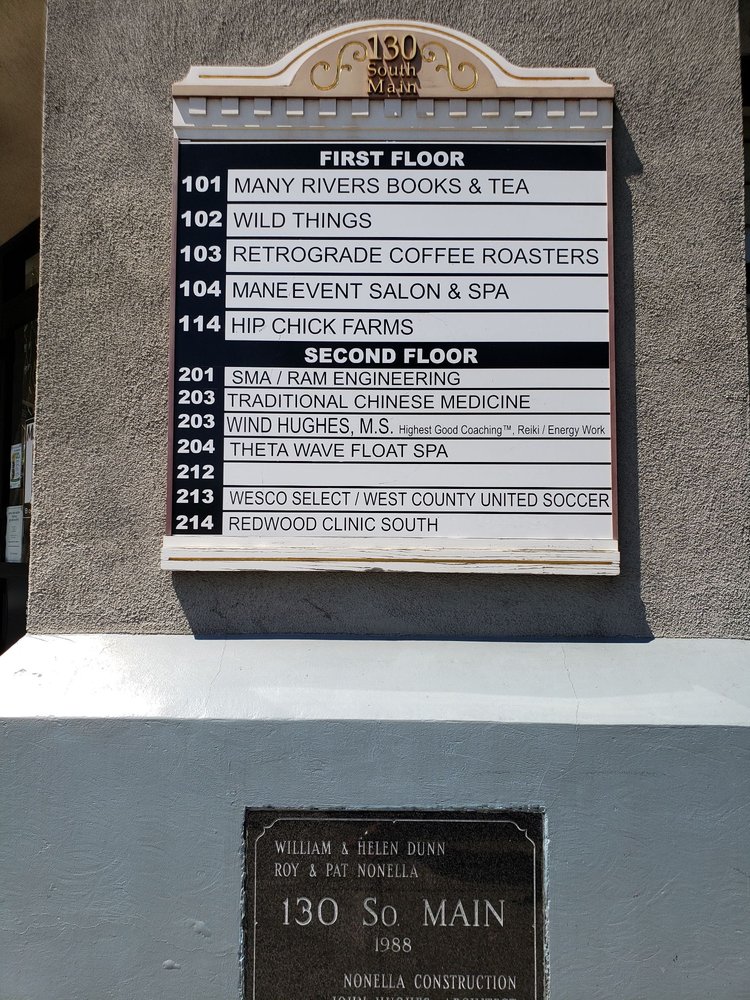 130
South
Main
FIRST FLOOR
101 MANY RIVERS BOOKS & TEA
102 WILD THINGS
103 RETROGRADE COFFEE ROASTERS
104 MANE EVENT SALON & SPA
114 HIP CHICK FARMS
SECOND FLOOR
201 SMA / RAM ENGINEERING
203 TRADITIONAL CHINESE MEDICINE
203 WIND HUGHES, M.S. Highest Good Coaching™, Reiki / Energy Work
204 THETA WAVE FLOAT SPA
212
213 WESCO SELECT / WEST COUNTY UNITED SOCCER
214 REDWOOD CLINIC SOUTH
WILLIAM & HELEN DUNN
ROY & PAT NONELLA
130 So MAIN
1988
NONELLA CONSTRUCTION
JOHN HUGHES ARCHITECT